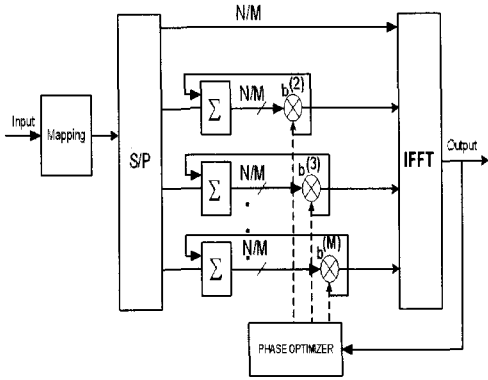 N/M
b(2)
Σ
N/M
Input
Mapping
S/P
IFFT
Output
b(3)
Σ
N/M
b(M)
Σ
N/M
PHASE OPTIMIZER